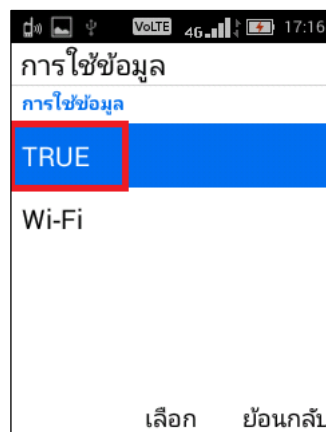 VoLTE 4G 17:16
การใช้ข้อมูล
การใช้ข้อมูล
TRUE
Wi-Fi
เลือก ย้อนกลับ